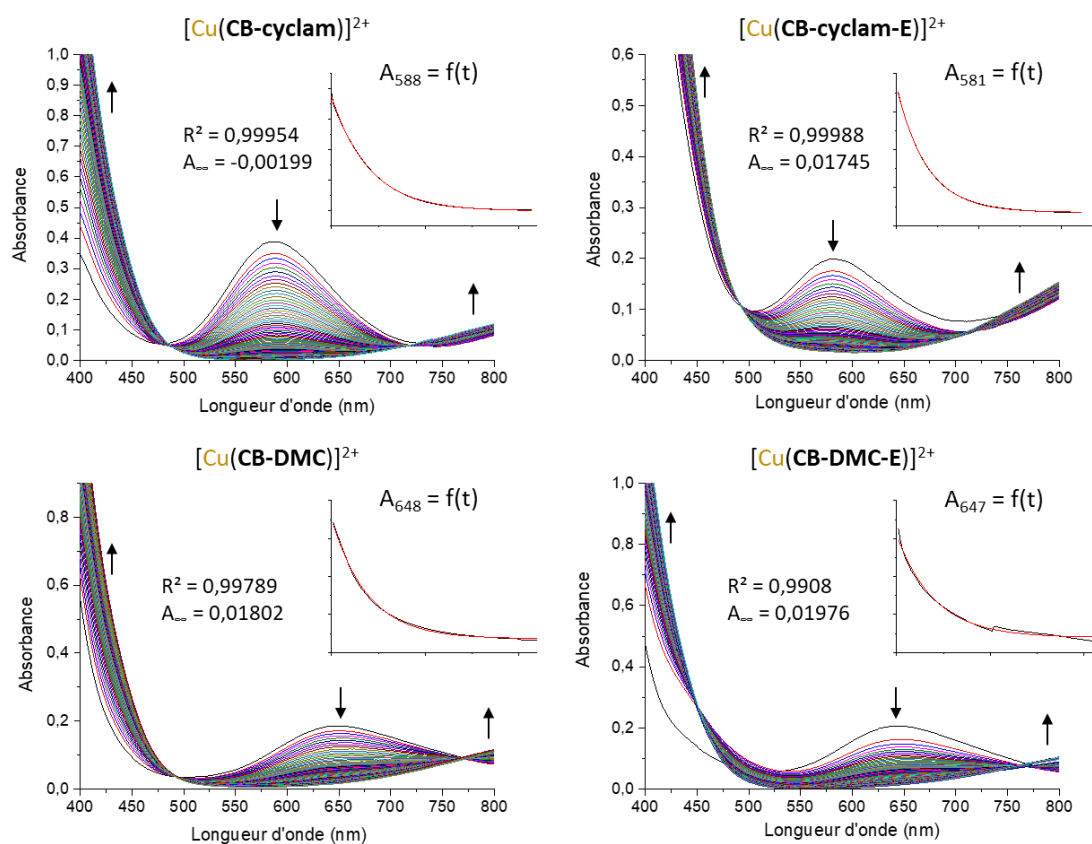 [Cu(CB-cyclam)]²⁺
A₅₈₈ = f(t)
R² = 0,99954
A∞ = -0,00199
Absorbance
1,0
0,9
0,8
0,7
0,6
0,5
0,4
0,3
0,2
0,1
0,0
400 450 500 550 600 650 700 750 800
Longueur d'onde (nm)
[Cu(CB-cyclam-E)]²⁺
A₅₈₁ = f(t)
R² = 0,99988
A∞ = 0,01745
Absorbance
0,6
0,5
0,4
0,3
0,2
0,1
0,0
400 450 500 550 600 650 700 750 800
Longueur d'onde (nm)
[Cu(CB-DMC)]²⁺
A₆₄₈ = f(t)
R² = 0,99789
A∞ = 0,01802
Absorbance
0,8
0,6
0,4
0,2
0,0
400 450 500 550 600 650 700 750 800
Longueur d'onde (nm)
[Cu(CB-DMC-E)]²⁺
A₆₄₇ = f(t)
R² = 0,9908
A∞ = 0,01976
Absorbance
1,0
0,8
0,6
0,4
0,2
0,0
400 450 500 550 600 650 700 750 800
Longueur d'onde (nm)